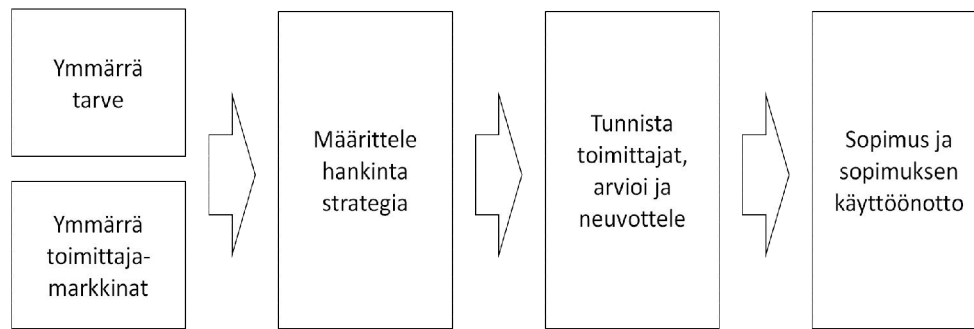 Ymmärrä
tarve
Ymmärrä
toimittaja-
markkinat
Määrittele
hankinta
strategia
Tunnista
toimittajat,
arvioi ja
neuvottele
Sopimus ja
sopimuksen
käyttöönotto